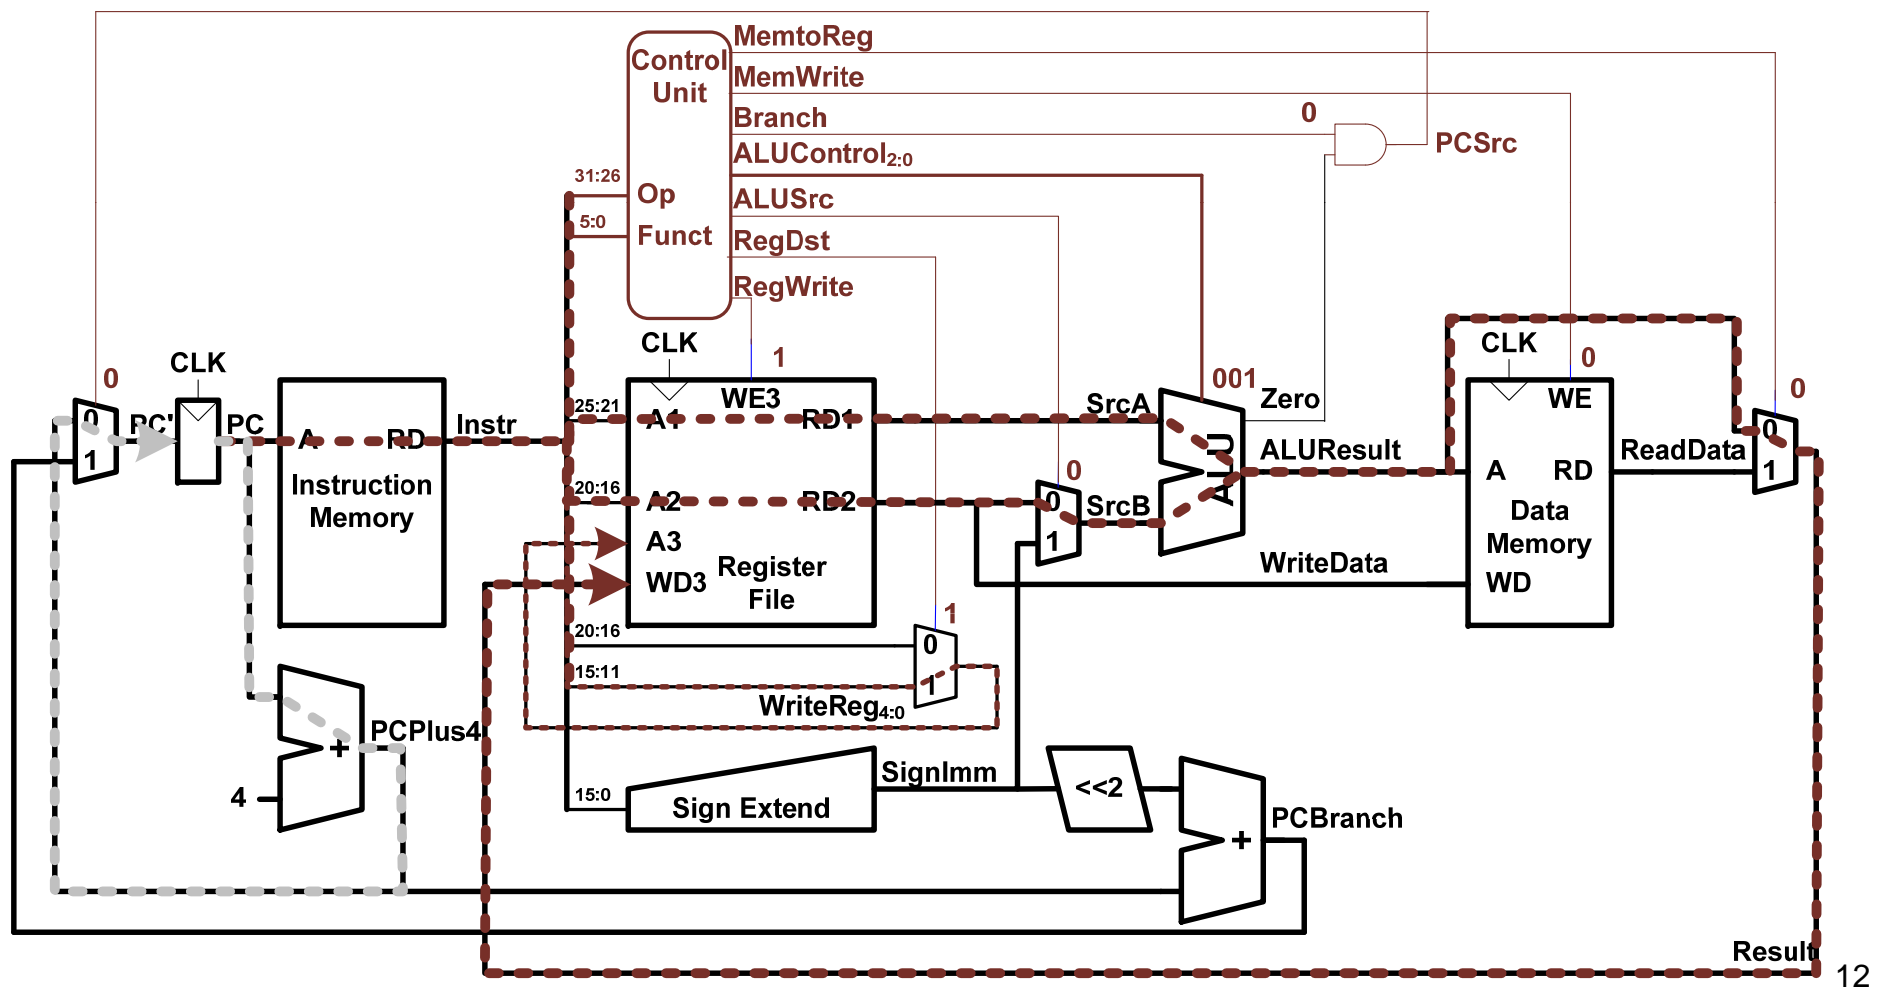 MemtoReg
Control
Unit
MemWrite
Branch
0
ALUControl2:0
PCSrc
31:26
Op
ALUSrc
5:0
Funct
RegDst
RegWrite
CLK
CLK
1
CLK
0
0
001
0
0
PC'
PC
A
RD
Instr
25:21
A1
WE3
RD1
SrcA
Zero
WE
0
1
ALU
ALUResult
A
RD
ReadData
1
Instruction
Memory
20:16
A2
RD2
0
0
SrcB
Data
Memory
A3
1
WD3
Register
File
WriteData
WD
20:16
0
1
15:11
1
WriteReg4:0
PCPlus4
+
4
15:0
Sign Extend
SignImm
<<2
PCBranch
+
Result
12